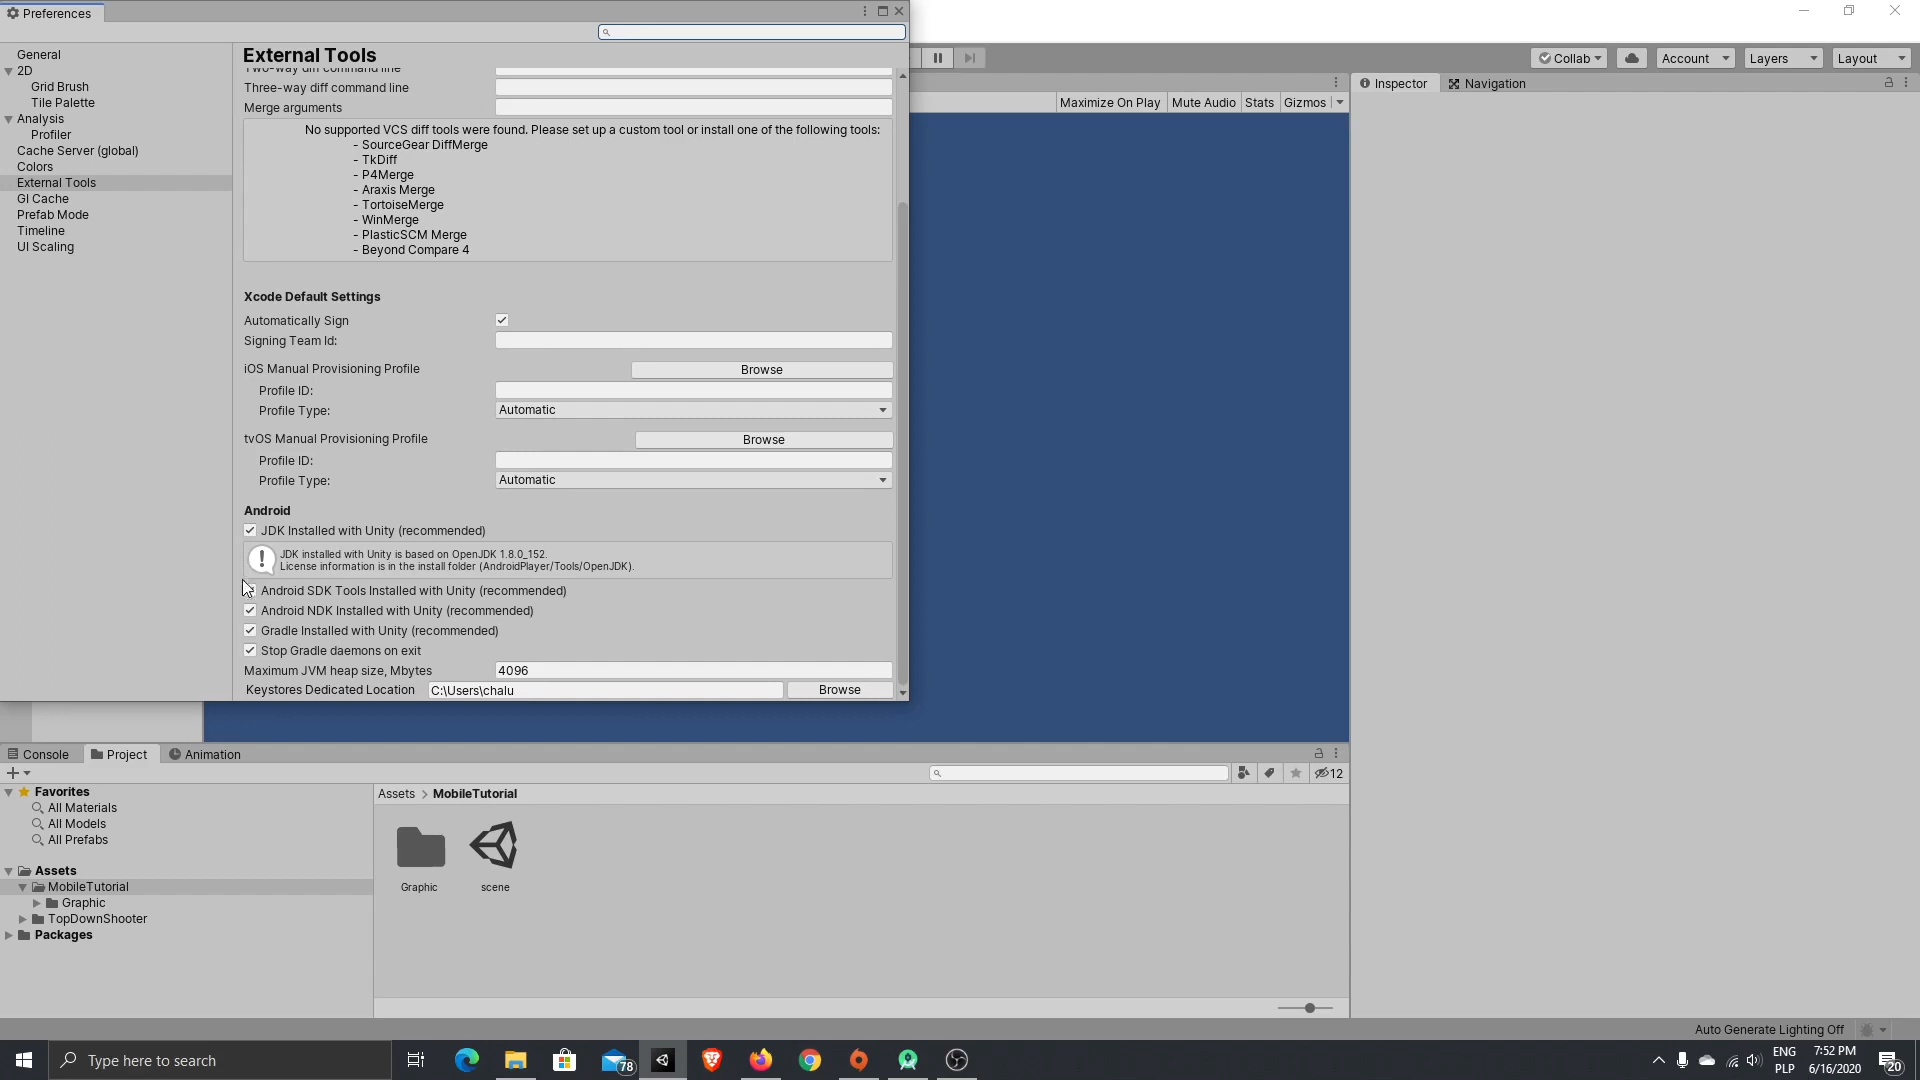 Preferences
General
2D
Grid Brush
Tile Palette
Analysis
Profiler
Cache Server (global)
Colors
External Tools
GI Cache
Prefab Mode
Timeline
UI Scaling
External Tools
Two-way diff command line
Three-way diff command line
Merge arguments
No supported VCS diff tools were found. Please set up a custom tool or install one of the following tools:
- SourceGear DiffMerge
- TkDiff
- P4Merge
- Araxis Merge
- TortoiseMerge
- WinMerge
- PlasticSCM Merge
- Beyond Compare 4
Xcode Default Settings
Automatically Sign
Signing Team Id:
iOS Manual Provisioning Profile Browse
Profile ID:
Profile Type: Automatic
tvOS Manual Provisioning Profile Browse
Profile ID:
Profile Type: Automatic
Android
JDK Installed with Unity (recommended)
JDK installed with Unity is based on OpenJDK 1.8.0_152.
License information is in the install folder (AndroidPlayer/Tools/OpenJDK).
Android SDK Tools Installed with Unity (recommended)
Android NDK Installed with Unity (recommended)
Gradle Installed with Unity (recommended)
Stop Gradle daemons on exit
Maximum JVM heap size, Mbytes 4096
Keystores Dedicated Location C:\Users\chalu Browse
Collab Account Layers Layout
Maximize On Play Mute Audio Stats Gizmos
Inspector Navigation
Console Project Animation
12
Favorites
All Materials
All Models
All Prefabs
Assets
MobileTutorial
Graphic
TopDownShooter
Packages
Assets > MobileTutorial
Graphic scene
Auto Generate Lighting Off
Type here to search
78
ENG
PLP
7:52 PM
6/16/2020
20